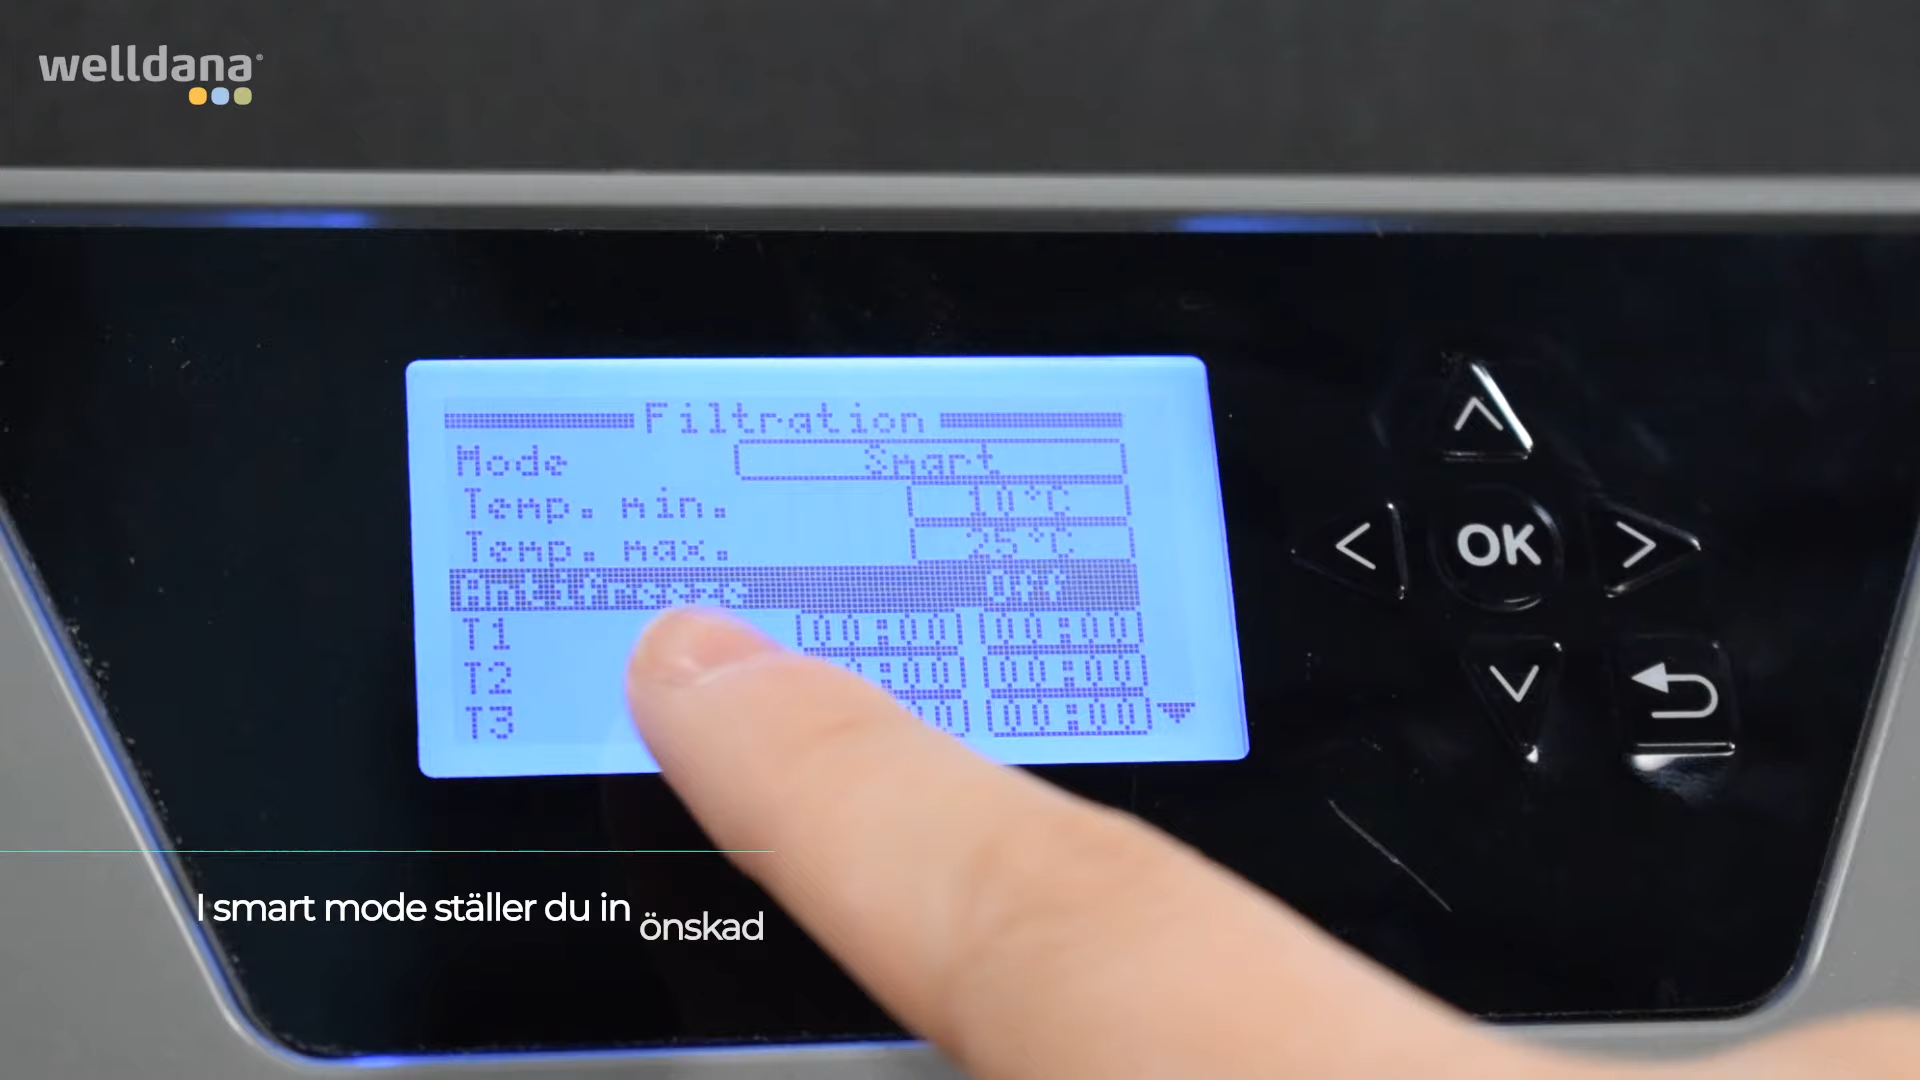 welldana
Filtration
Mode Smart
Temp. min. 10°C
Temp. max. 25°C
Antifreeze Off
T1 00:00 00:00
T2 00:00
T3 00:00
OK
I smart mode ställer du in önskad